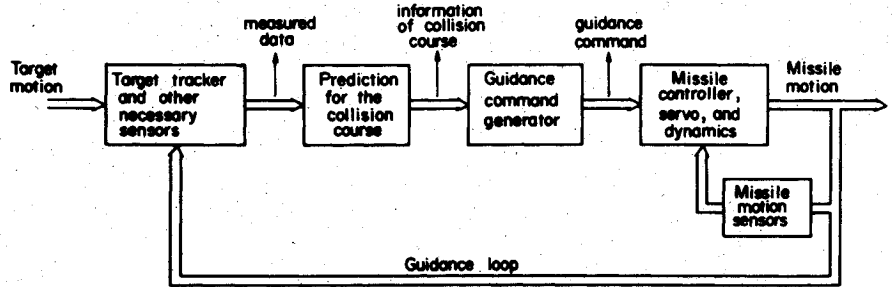 measured
data
information
of collision
course
guidance
command
Target
motion
Target tracker
and other
necessary
sensors
Prediction
for the
collision
course
Guidance
command
generator
Missile
controller,
servo, and
dynamics
Missile
motion
Missile
motion
sensors
Guidance loop